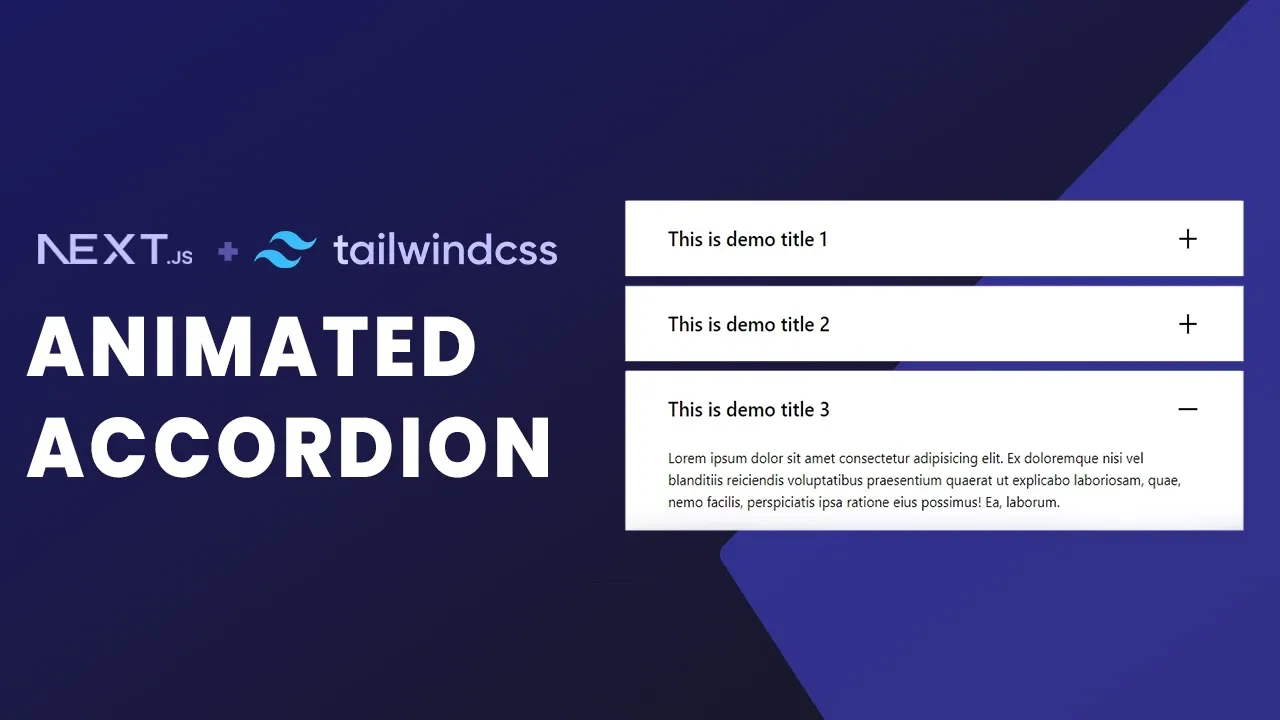 NEXT.JS + tailwindcss
ANIMATED
ACCORDION
This is demo title 1
This is demo title 2
This is demo title 3
Lorem ipsum dolor sit amet consectetur adipisicing elit. Ex doloremque nisi vel
blanditiis reiciendis voluptatibus praesentium quaerat ut explicabo laboriosam, quae,
nemo facilis, perspiciatis ipsa ratione eius possimus! Ea, laborum.